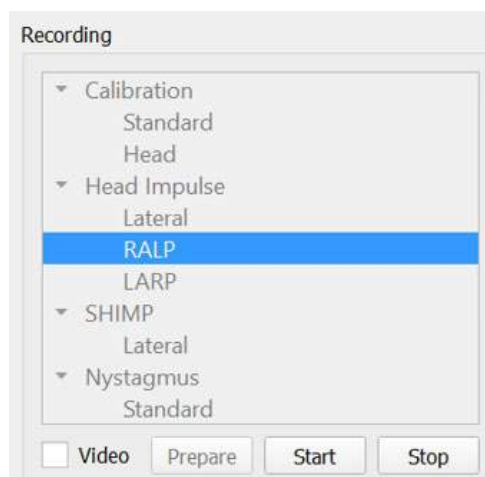 Recording
Calibration
Standard
Head
Head Impulse
Lateral
RALP
LARP
SHIMP
Lateral
Nystagmus
Standard
Video Prepare Start Stop